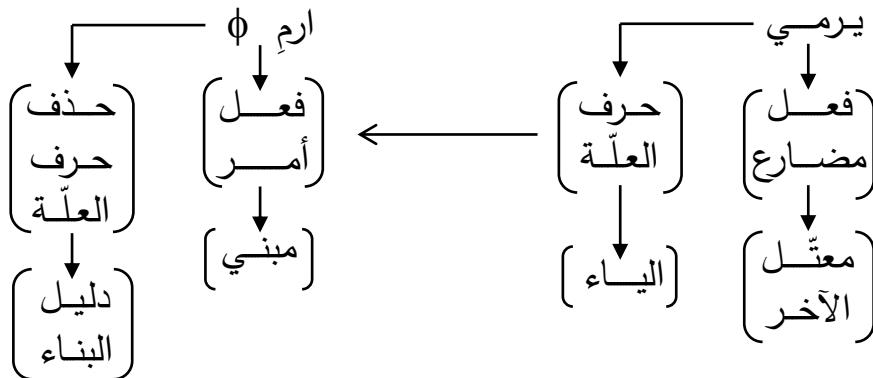 يرمي
فعل
مضارع
معتّل
الآخر
حرف
العلّة
الياء
ارمِ ϕ
فعل
أمر
مبني
حذف
حرف
العلّة
دليل
البناء